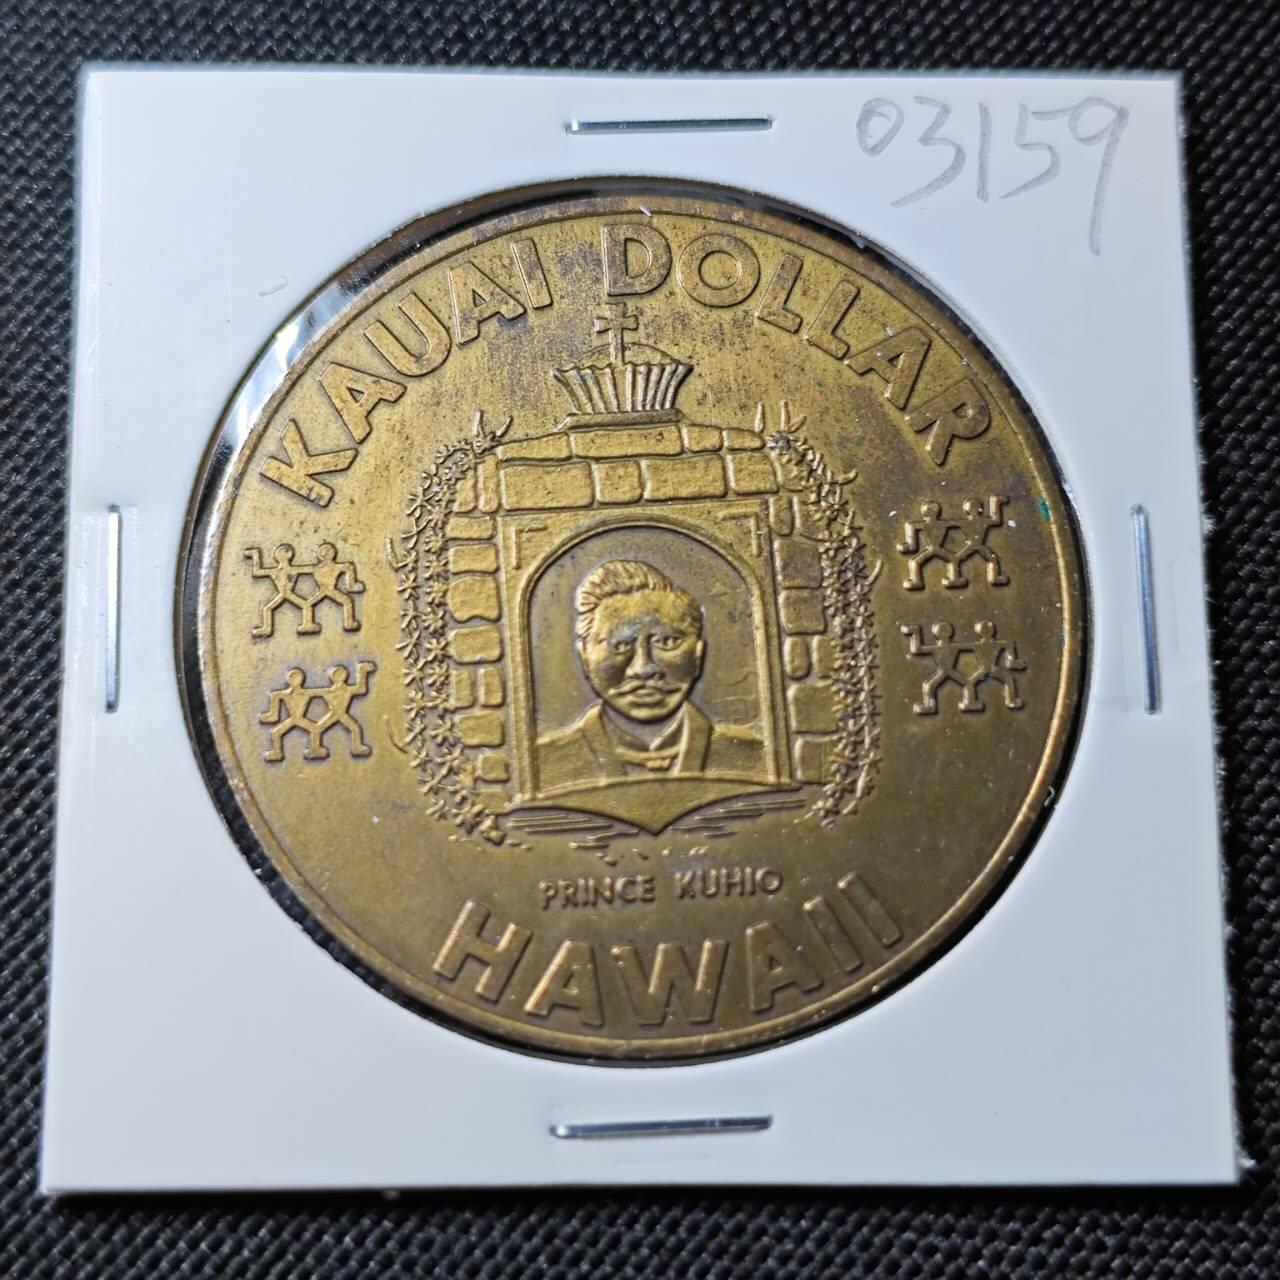 03159
KAUAI DOLLAR
PRINCE KUHIO
HAWAII